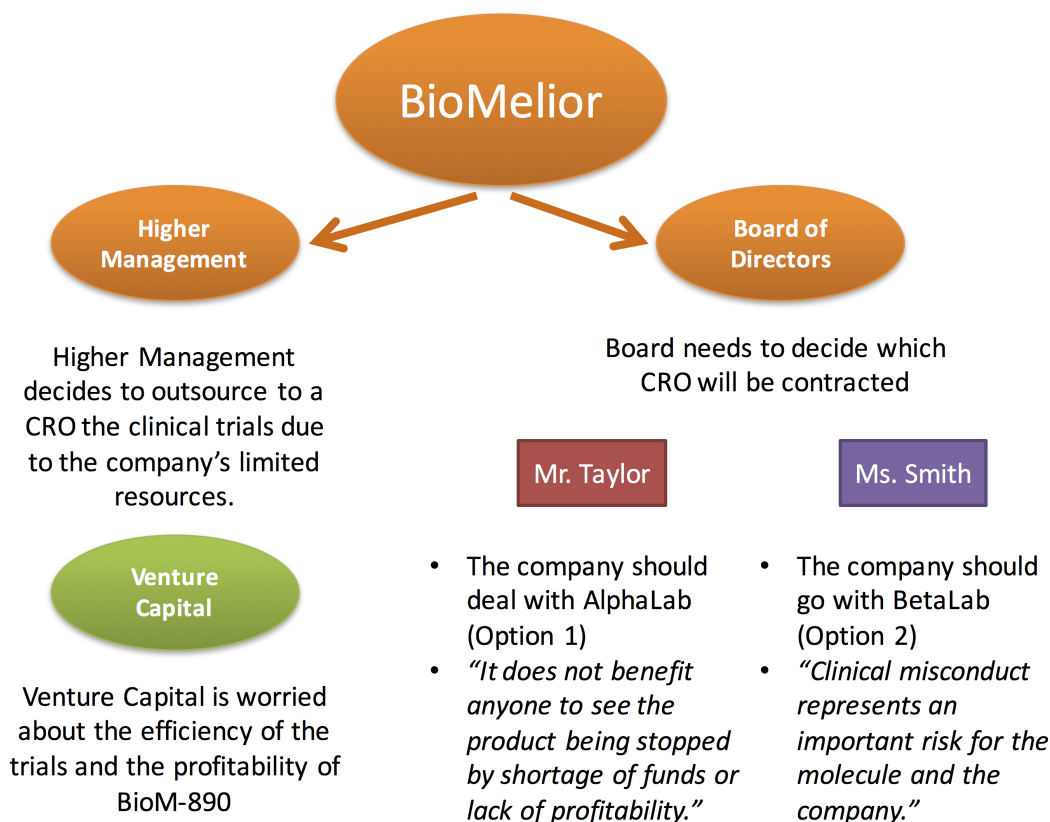 BioMelior
Higher
Management
Board of
Directors
Higher Management
decides to outsource to a
CRO the clinical trials due
to the company’s limited
resources.
Venture
Capital
Venture Capital is worried
about the efficiency of the
trials and the profitability of
BioM-890
Board needs to decide which
CRO will be contracted
Mr. Taylor
• The company should
deal with AlphaLab
(Option 1)
• “It does not benefit
anyone to see the
product being stopped
by shortage of funds or
lack of profitability.”
Ms. Smith
• The company should
go with BetaLab
(Option 2)
• “Clinical misconduct
represents an
important risk for the
molecule and the
company.”